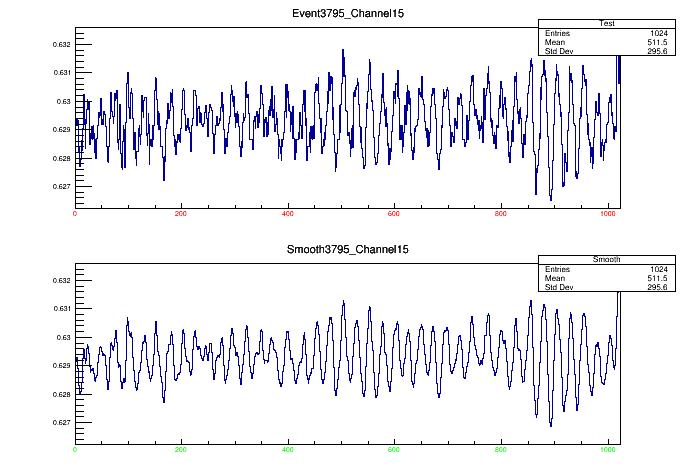 Event3795_Channel15
Test
Entries 1024
Mean 511.5
Std Dev 295.6
0.632
0.631
0.63
0.629
0.628
0.627
0 200 400 600 800 1000
Smooth3795_Channel15
Smooth
Entries 1024
Mean 511.5
Std Dev 295.6
0.632
0.631
0.63
0.629
0.628
0.627
0 200 400 600 800 1000